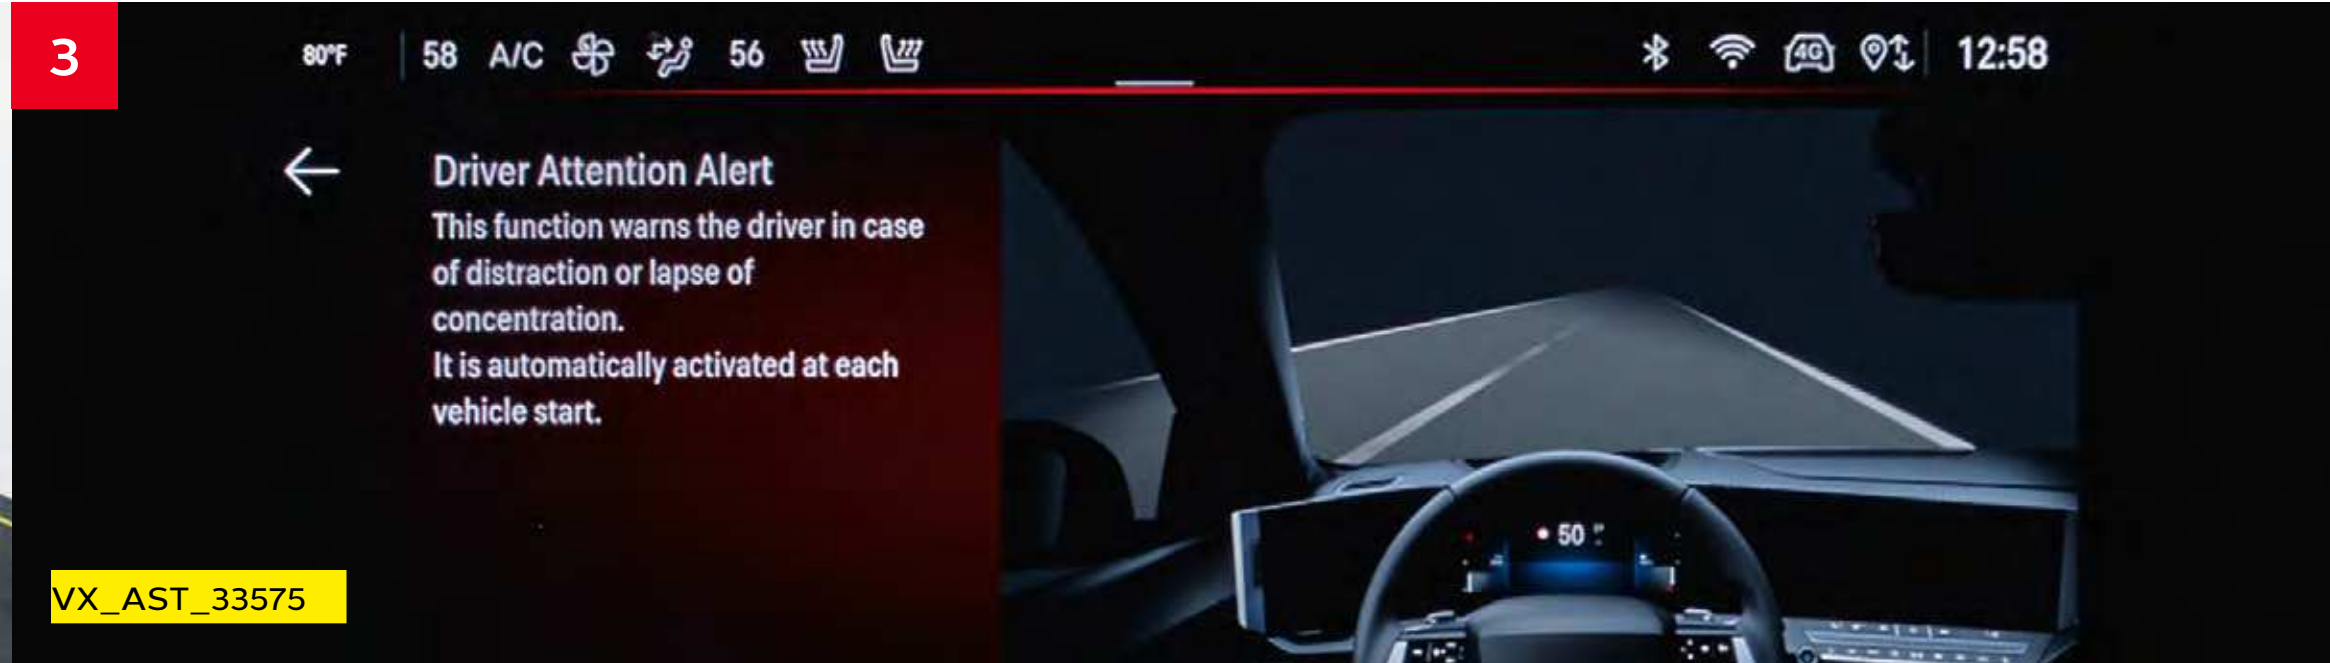 3
80°F 58 A/C 56 4G 12:58
Driver Attention Alert
This function warns the driver in case
of distraction or lapse of
concentration.
It is automatically activated at each
vehicle start.
50
VX_AST_33575